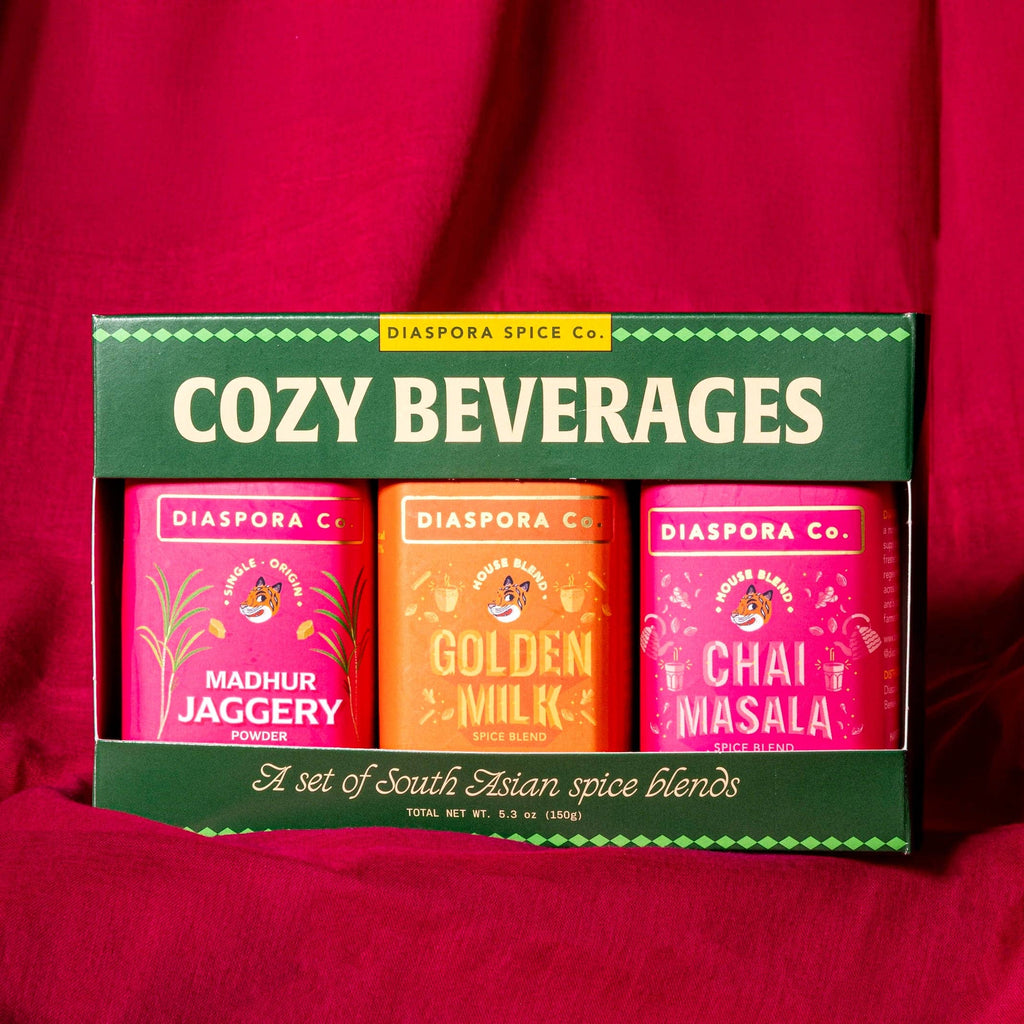 DIASPORA SPICE Co.
COZY BEVERAGES
DIASPORA Co.
• SINGLE - ORIGIN •
MADHUR
JAGGERY
POWDER
DIASPORA Co.
HOUSE BLEND
GOLDEN
MILK
SPICE BLEND
DIASPORA Co.
• HOUSE BLEND •
CHAI
MASALA
SPICE BLEND
A set of South Asian spice blends
TOTAL NET WT. 5.3 oz (150g)